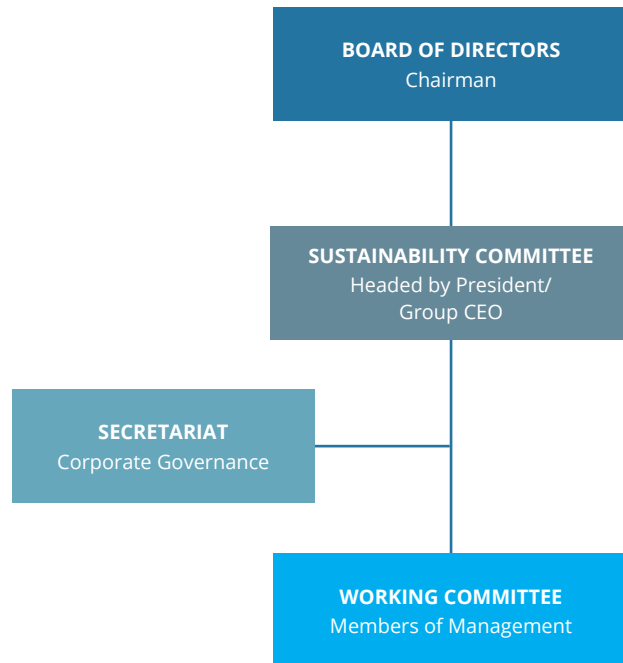 BOARD OF DIRECTORS
Chairman
SUSTAINABILITY COMMITTEE
Headed by President/
Group CEO
SECRETARIAT
Corporate Governance
WORKING COMMITTEE
Members of Management